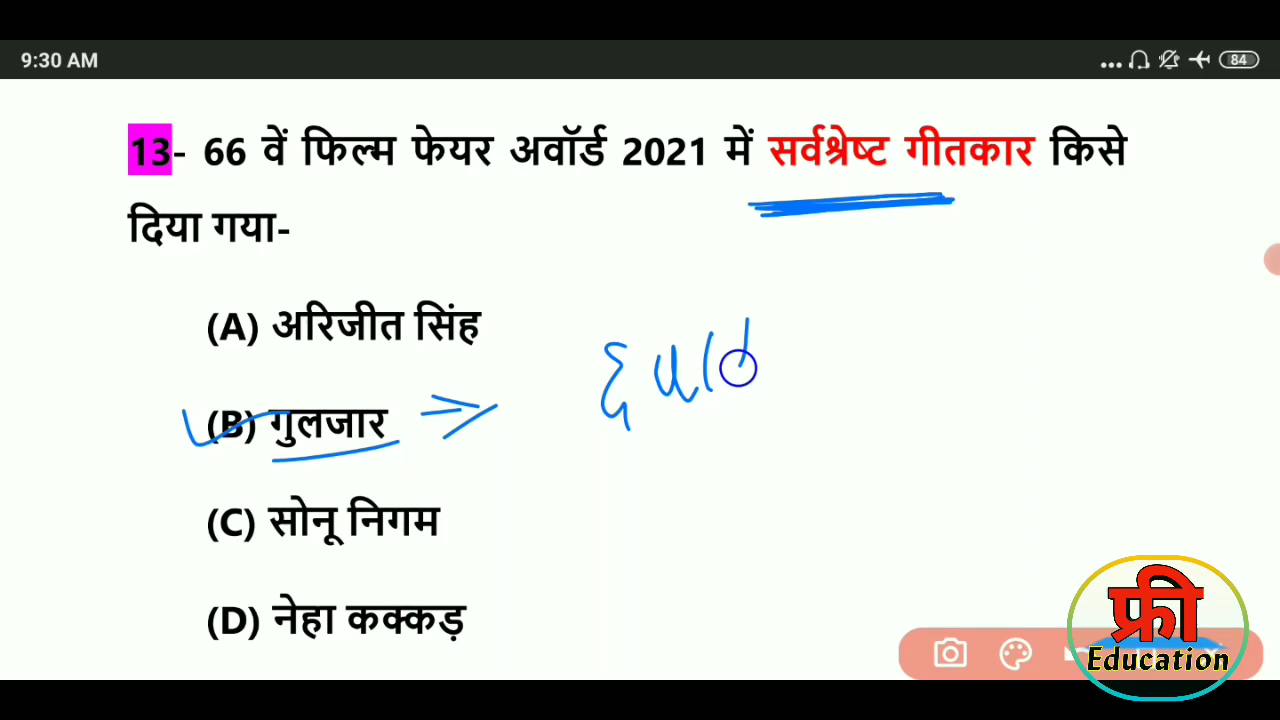 9:30 AM
84
13- 66 वें फिल्म फेयर अवॉर्ड 2021 में सर्वश्रेष्ट गीतकार किसे
दिया गया-
(A) अरिजीत सिंह
(B) गुलजार
(C) सोनू निगम
(D) नेहा कक्कड़
फ्री
Education